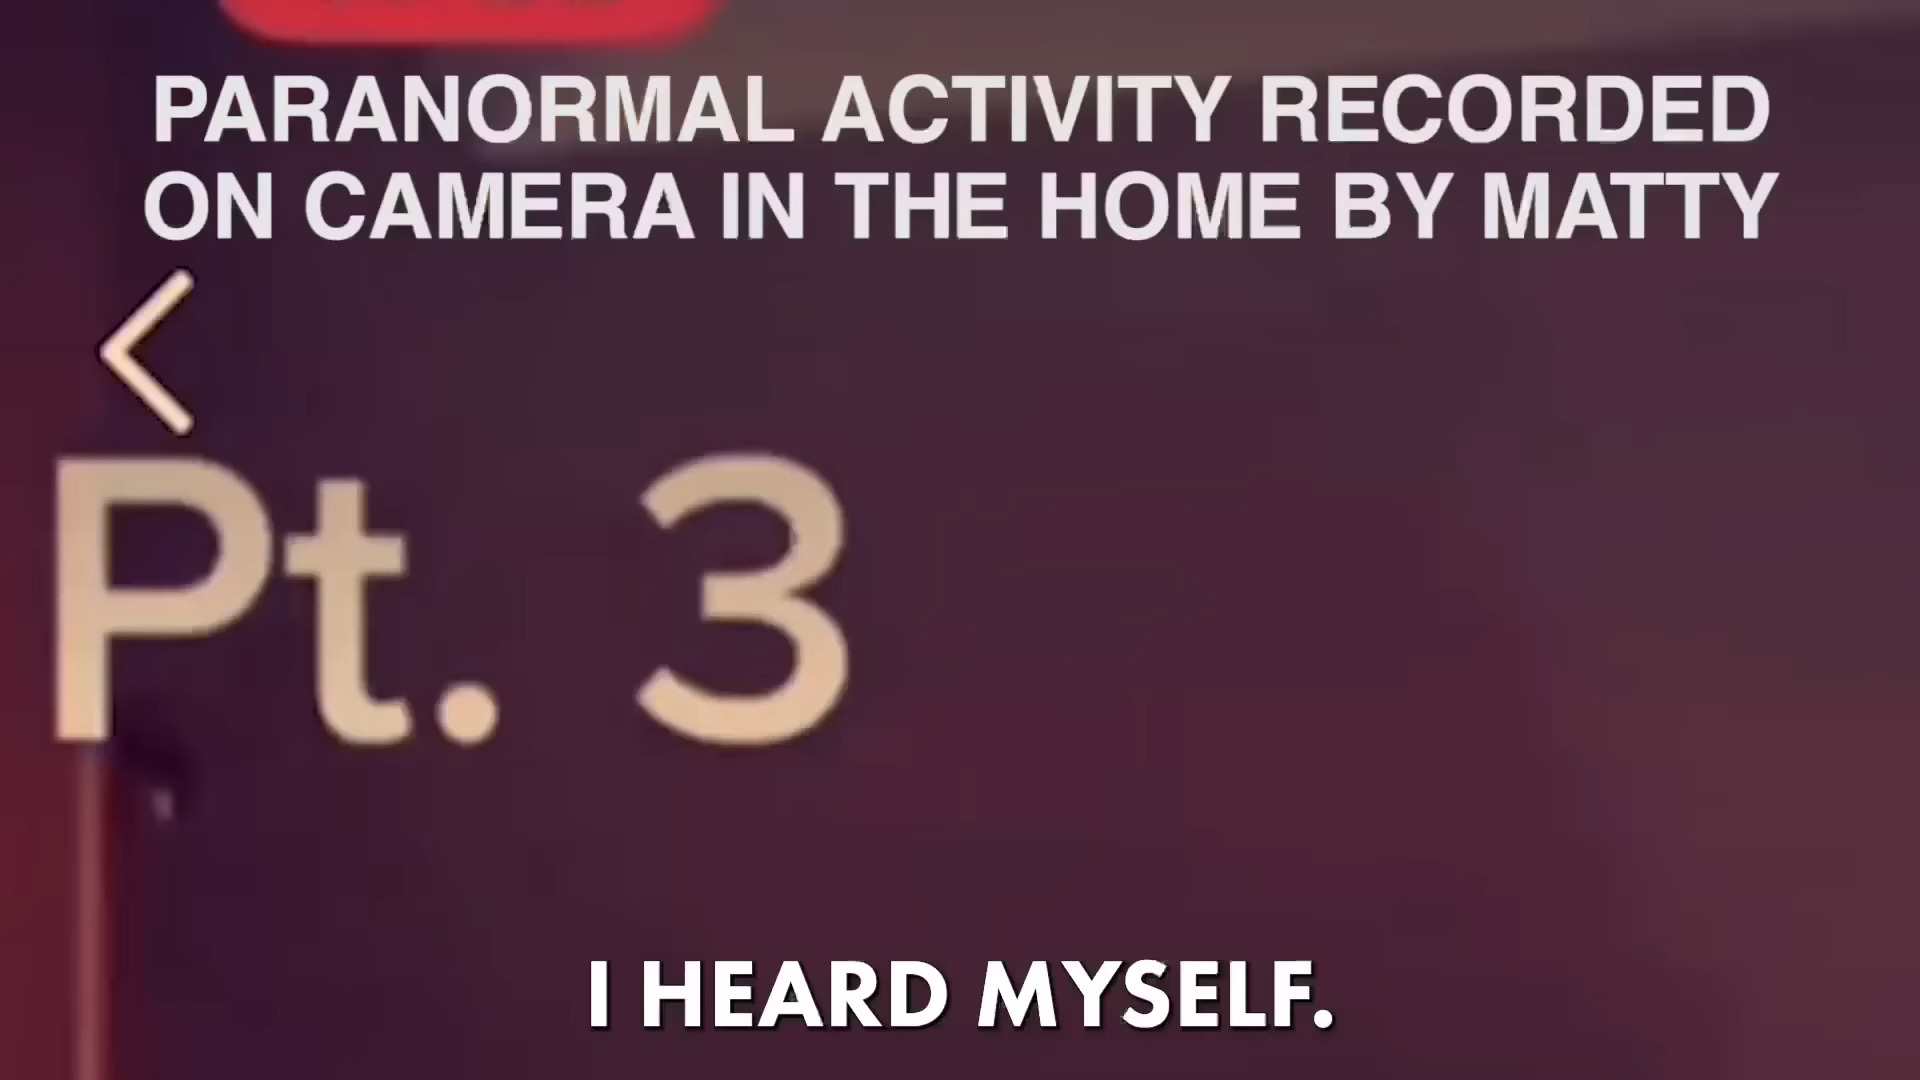 PARANORMAL ACTIVITY RECORDED
ON CAMERA IN THE HOME BY MATTY
Pt. 3
I HEARD MYSELF.